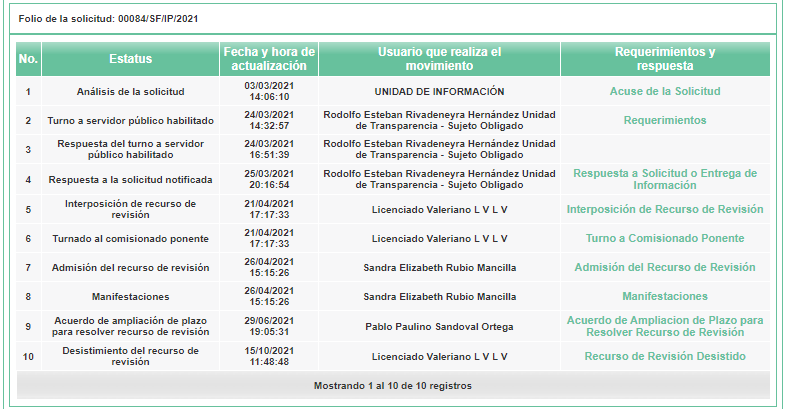 Folio de la solicitud: 00084/SF/IP/2021
No.
Estatus
Fecha y hora de
actualización
Usuario que realiza el
movimiento
Requerimientos y
respuesta
1
Análisis de la solicitud
03/03/2021
14:06:10
UNIDAD DE INFORMACIÓN
Acuse de la Solicitud
2
Turno a servidor público habilitado
24/03/2021
14:32:57
Rodolfo Esteban Rivadeneyra Hernández Unidad
de Transparencia - Sujeto Obligado
Requerimientos
3
Respuesta del turno a servidor
público habilitado
24/03/2021
16:51:39
Rodolfo Esteban Rivadeneyra Hernández Unidad
de Transparencia - Sujeto Obligado
4
Respuesta a la solicitud notificada
25/03/2021
20:16:54
Rodolfo Esteban Rivadeneyra Hernández Unidad
de Transparencia - Sujeto Obligado
Respuesta a Solicitud o Entrega de
Información
5
Interposición de recurso de
revisión
21/04/2021
17:17:33
Licenciado Valeriano L V L V
Interposición de Recurso de Revisión
6
Turnado al comisionado ponente
21/04/2021
17:17:33
Licenciado Valeriano L V L V
Turno a Comisionado Ponente
7
Admisión del recurso de revisión
26/04/2021
15:15:26
Sandra Elizabeth Rubio Mancilla
Admisión del Recurso de Revisión
8
Manifestaciones
26/04/2021
15:15:26
Sandra Elizabeth Rubio Mancilla
Manifestaciones
9
Acuerdo de ampliación de plazo
para resolver recurso de revisión
29/06/2021
19:05:31
Pablo Paulino Sandoval Ortega
Acuerdo de Ampliacion de Plazo para
Resolver Recurso de Revisión
10
Desistimiento del recurso de
revisión
15/10/2021
11:48:48
Licenciado Valeriano L V L V
Recurso de Revisión Desistido
Mostrando 1 al 10 de 10 registros